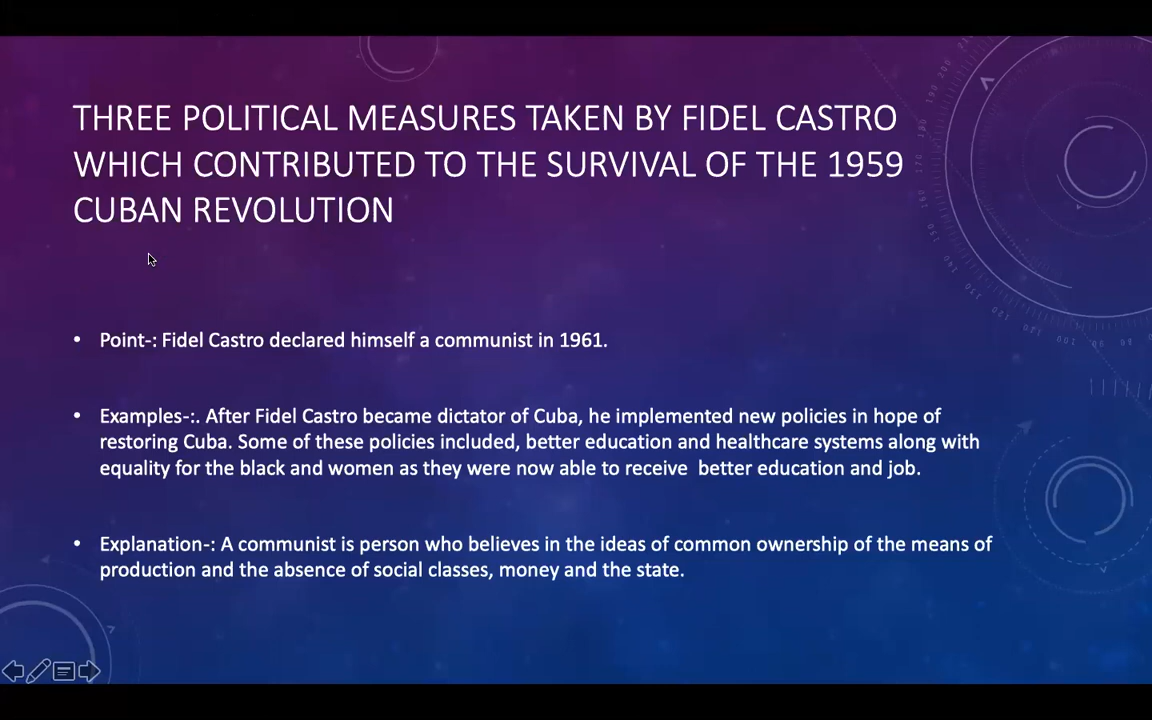 THREE POLITICAL MEASURES TAKEN BY FIDEL CASTRO
WHICH CONTRIBUTED TO THE SURVIVAL OF THE 1959
CUBAN REVOLUTION
• Point-: Fidel Castro declared himself a communist in 1961.
• Examples-:. After Fidel Castro became dictator of Cuba, he implemented new policies in hope of
restoring Cuba. Some of these policies included, better education and healthcare systems along with
equality for the black and women as they were now able to receive  better education and job.
• Explanation-: A communist is person who believes in the ideas of common ownership of the means of
production and the absence of social classes, money and the state.